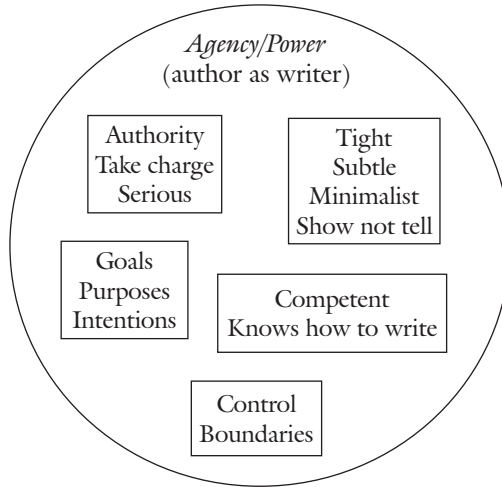 Agency/Power
(author as writer)
Authority
Take charge
Serious
Tight
Subtle
Minimalist
Show not tell
Goals
Purposes
Intentions
Competent
Knows how to write
Control
Boundaries